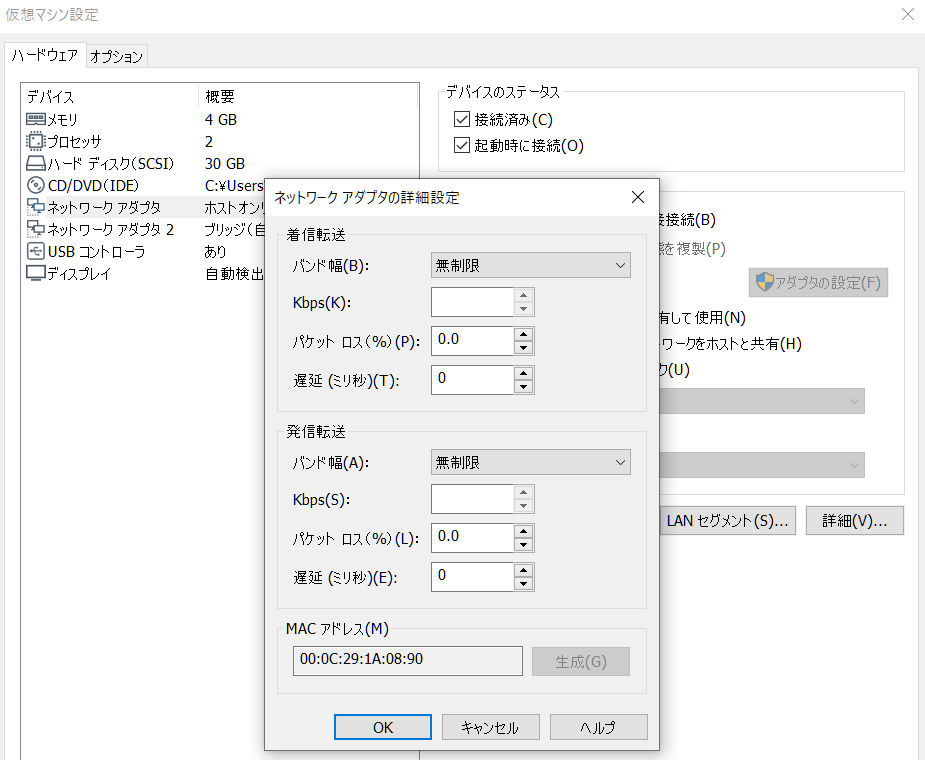 仮想マシン設定
ハードウェア オプション
デバイス 概要
メモリ 4 GB
プロセッサ 2
ハード ディスク(SCSI) 30 GB
CD/DVD(IDE) C:¥Users
ネットワーク アダプタ ホストオン
ネットワーク アダプタ 2 ブリッジ(自
USB コントローラ あり
ディスプレイ 自動検出
デバイスのステータス
接続済み(C)
起動時に接続(O)
接続(B)
を複製(P)
アダプタの設定(F)
有して使用(N)
ワークをホストと共有(H)
ク(U)
LAN セグメント(S)... 詳細(V)...
ネットワーク アダプタの詳細設定
着信転送
バンド幅(B): 無制限
Kbps(K):
パケット ロス(%)(P): 0.0
遅延 (ミリ秒)(T): 0
発信転送
バンド幅(A): 無制限
Kbps(S):
パケット ロス(%)(L): 0.0
遅延 (ミリ秒)(E): 0
MAC アドレス(M)
00:0C:29:1A:08:90 生成(G)
OK キャンセル ヘルプ